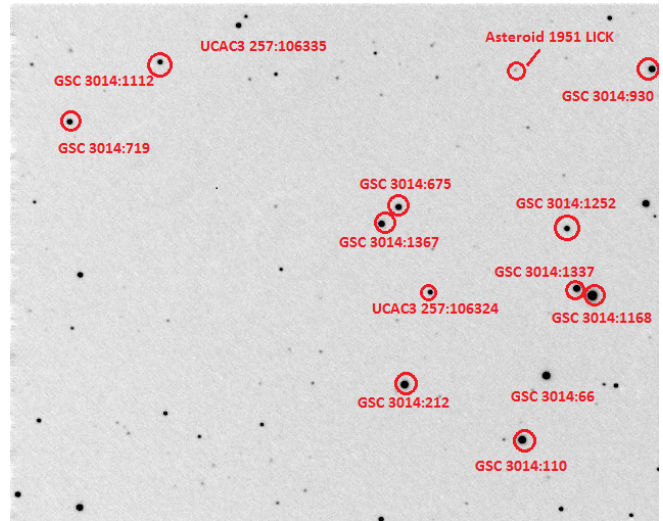 Asteroid 1951 LICK
UCAC3 257:106335
GSC 3014:1112
GSC 3014:930
GSC 3014:719
GSC 3014:675
GSC 3014:1252
GSC 3014:1367
GSC 3014:1337
UCAC3 257:106324
GSC 3014:1168
GSC 3014:212
GSC 3014:66
GSC 3014:110